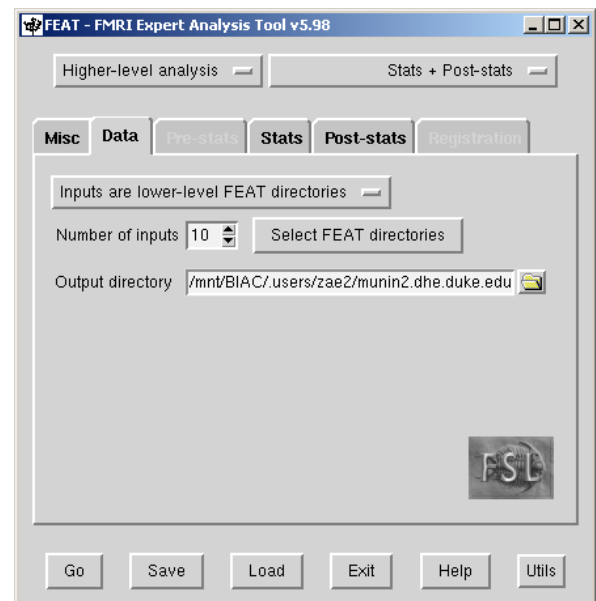 FEAT - FMRI Expert Analysis Tool v5.98
Higher-level analysis Stats + Post-stats
Misc Data Pre-stats Stats Post-stats Registration
Inputs are lower-level FEAT directories
Number of inputs 10 Select FEAT directories
Output directory /mnt/BIAC/.users/zae2/munin2.dhe.duke.edu
FSL
Go Save Load Exit Help Utils